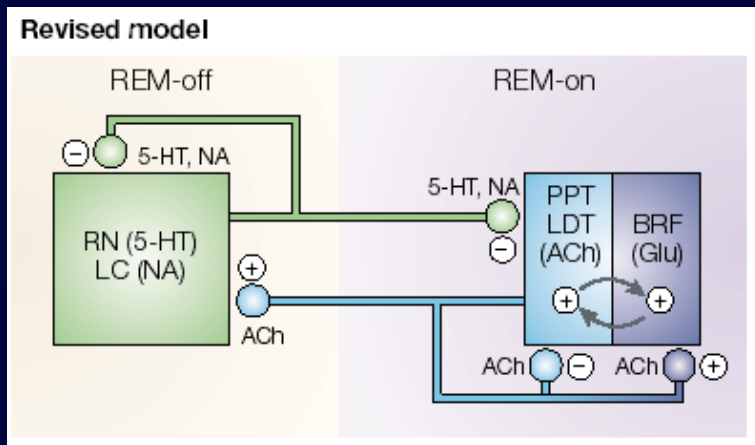 Revised model
REM-off
REM-on
− 5-HT, NA
5-HT, NA
−
RN (5-HT)
LC (NA)
+
ACh
PPT
LDT
(ACh)
BRF
(Glu)
+ +
ACh − ACh +